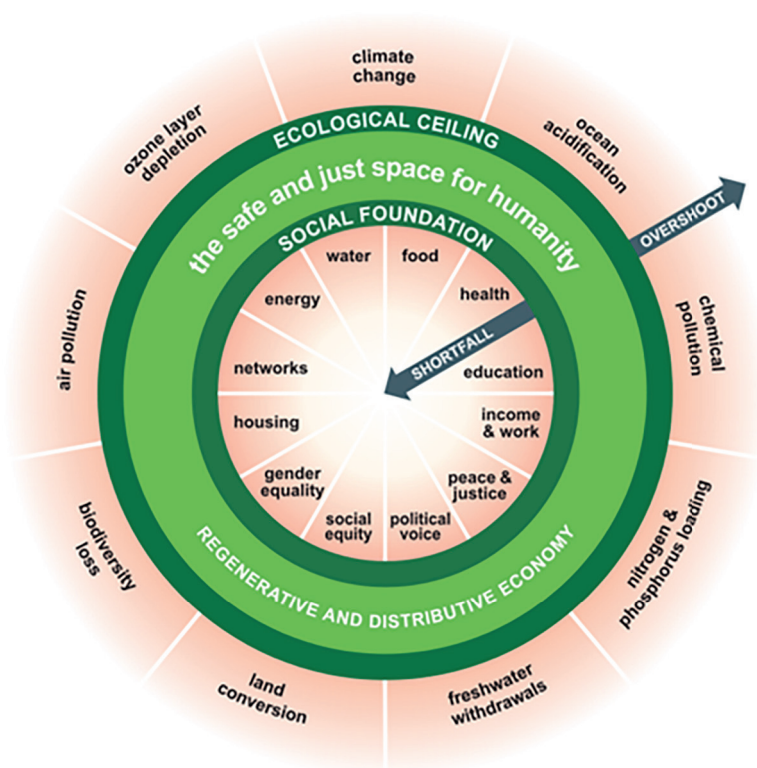 climate
change
ozone layer
depletion
ocean
acidification
ECOLOGICAL CEILING
the safe and just space for humanity
OVERSHOOT
SOCIAL FOUNDATION
water
food
energy
health
air pollution
chemical
pollution
SHORTFALL
networks
education
housing
income
& work
gender
equality
peace &
justice
social
equity
political
voice
biodiversity
loss
nitrogen &
phosphorus loading
REGENERATIVE AND DISTRIBUTIVE ECONOMY
land
conversion
freshwater
withdrawals